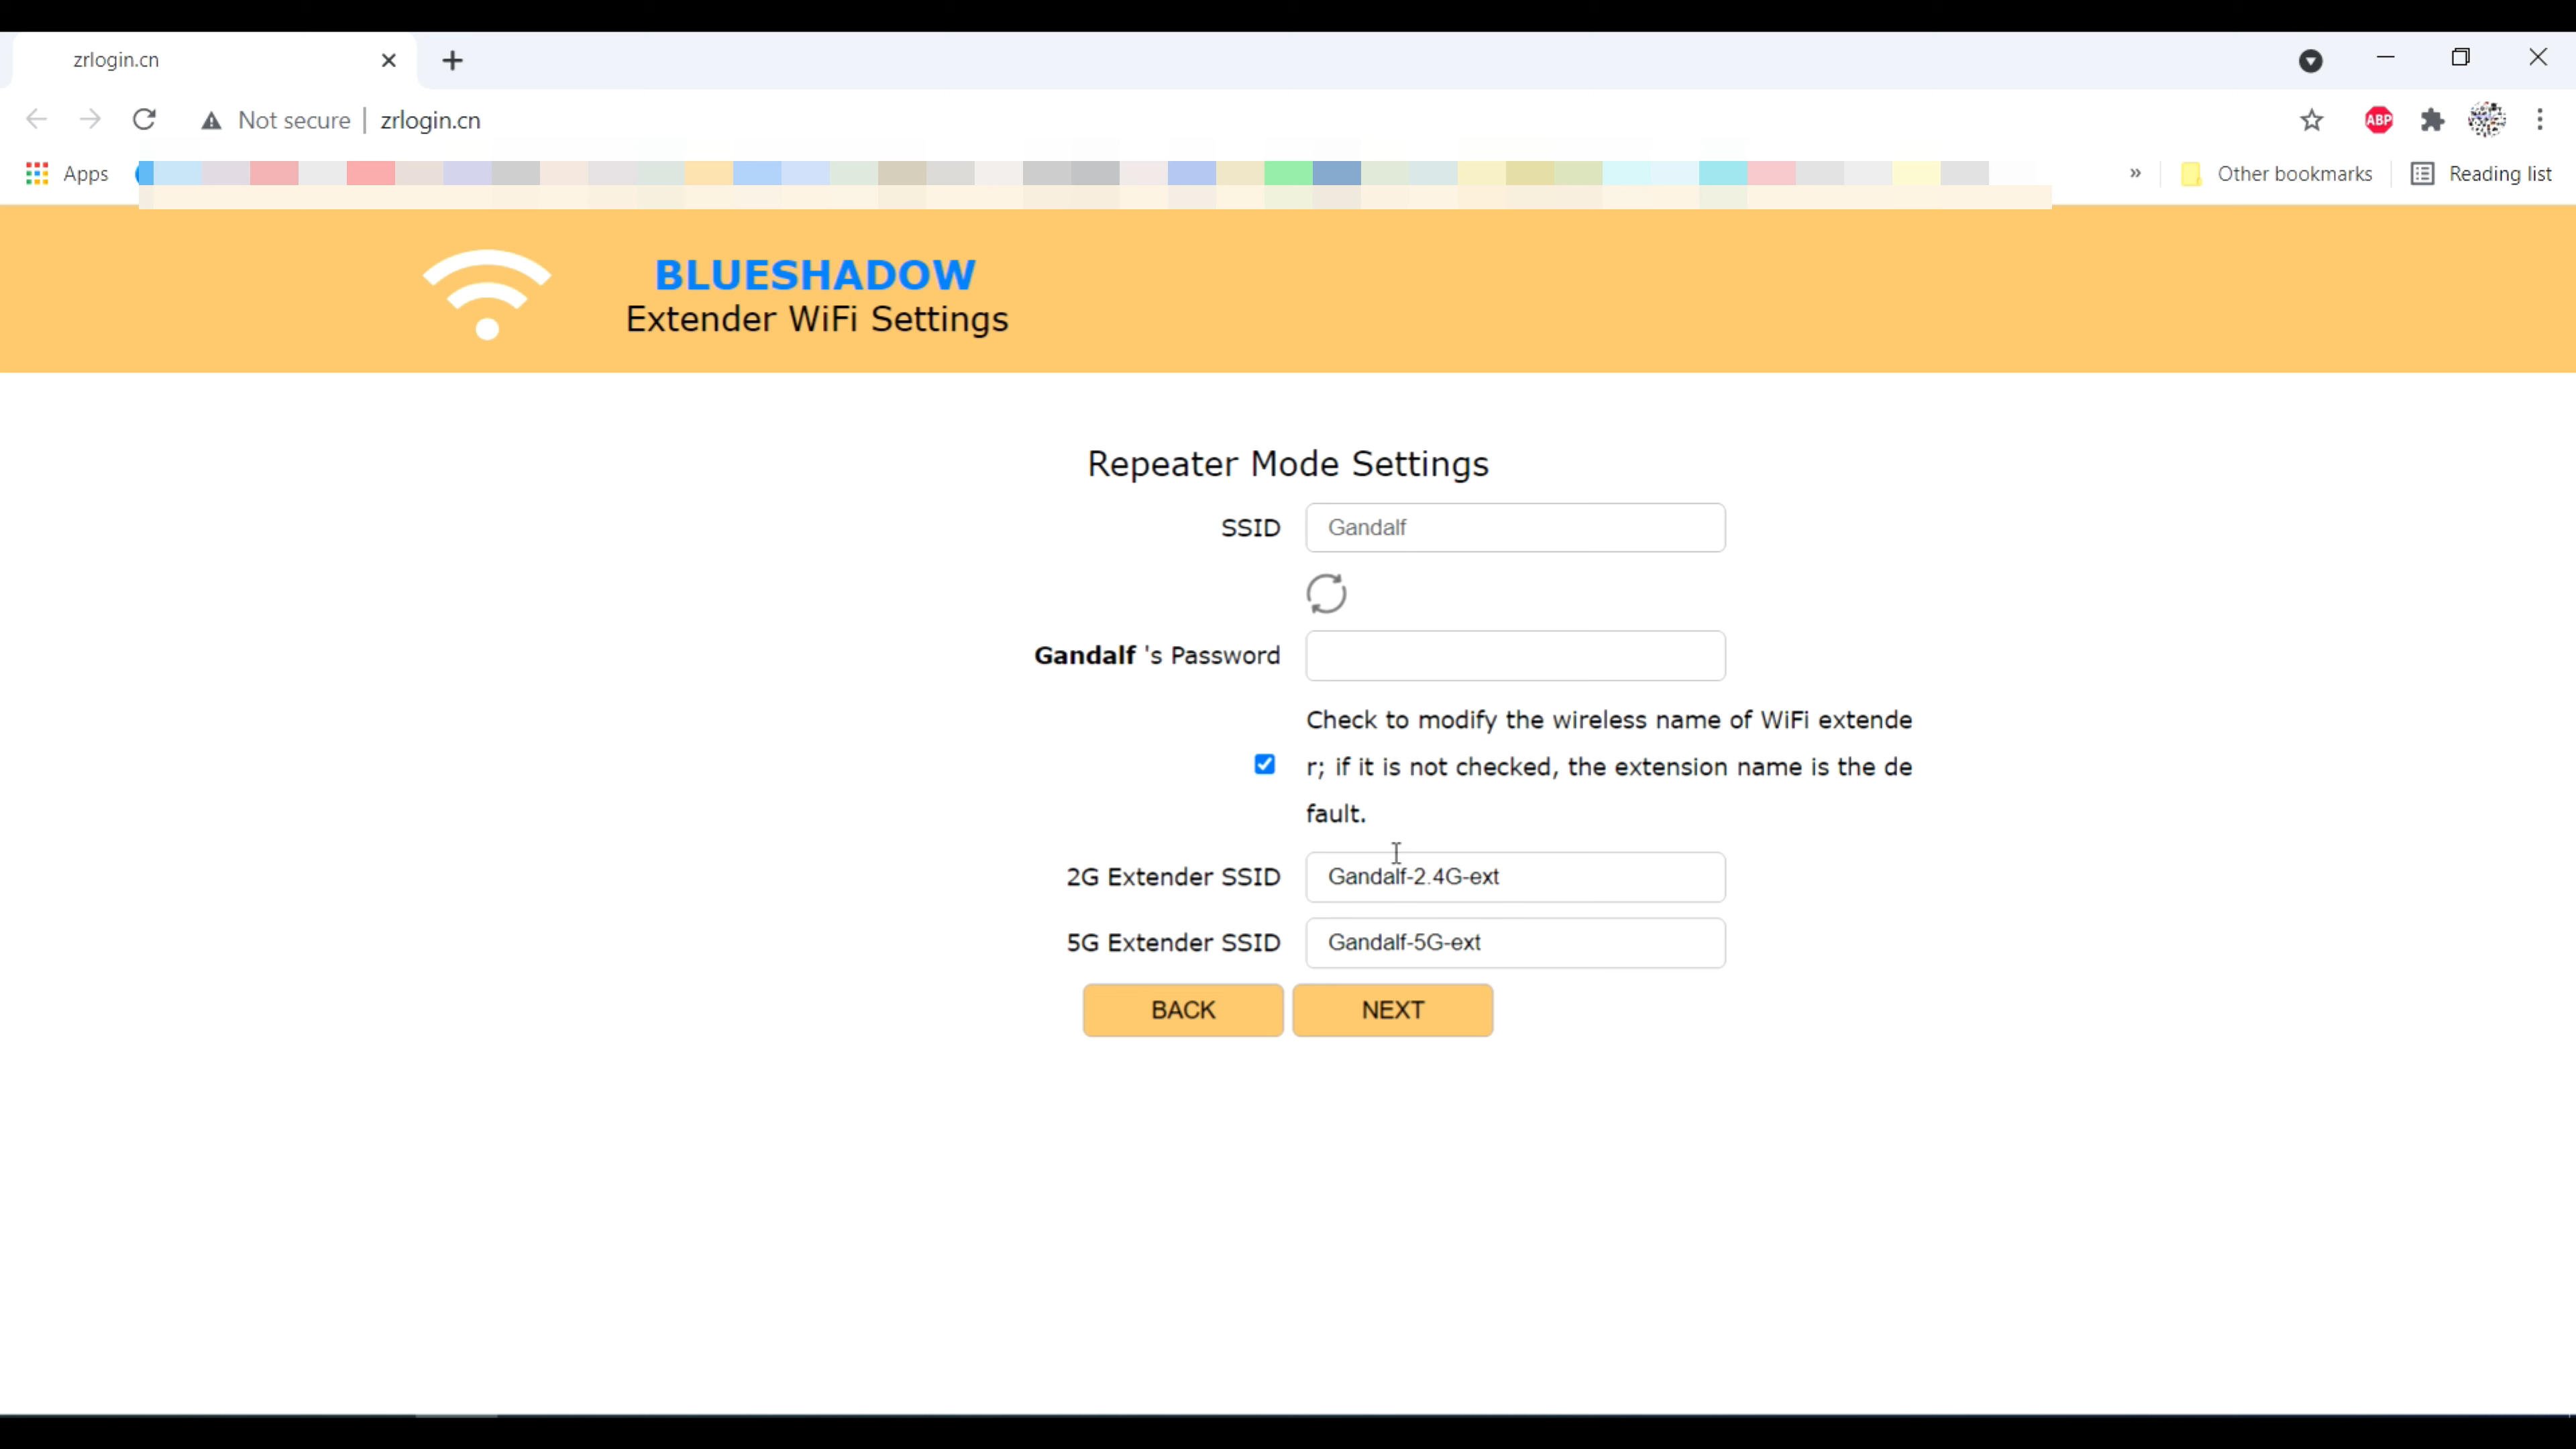 zrlogin.cn
Not secure | zrlogin.cn
ABP
Apps
» Other bookmarks Reading list
BLUESHADOW
Extender WiFi Settings
Repeater Mode Settings
SSID Gandalf
Gandalf 's Password
Check to modify the wireless name of WiFi extende
r; if it is not checked, the extension name is the de
fault.
2G Extender SSID Gandalf-2.4G-ext
5G Extender SSID Gandalf-5G-ext
BACK NEXT